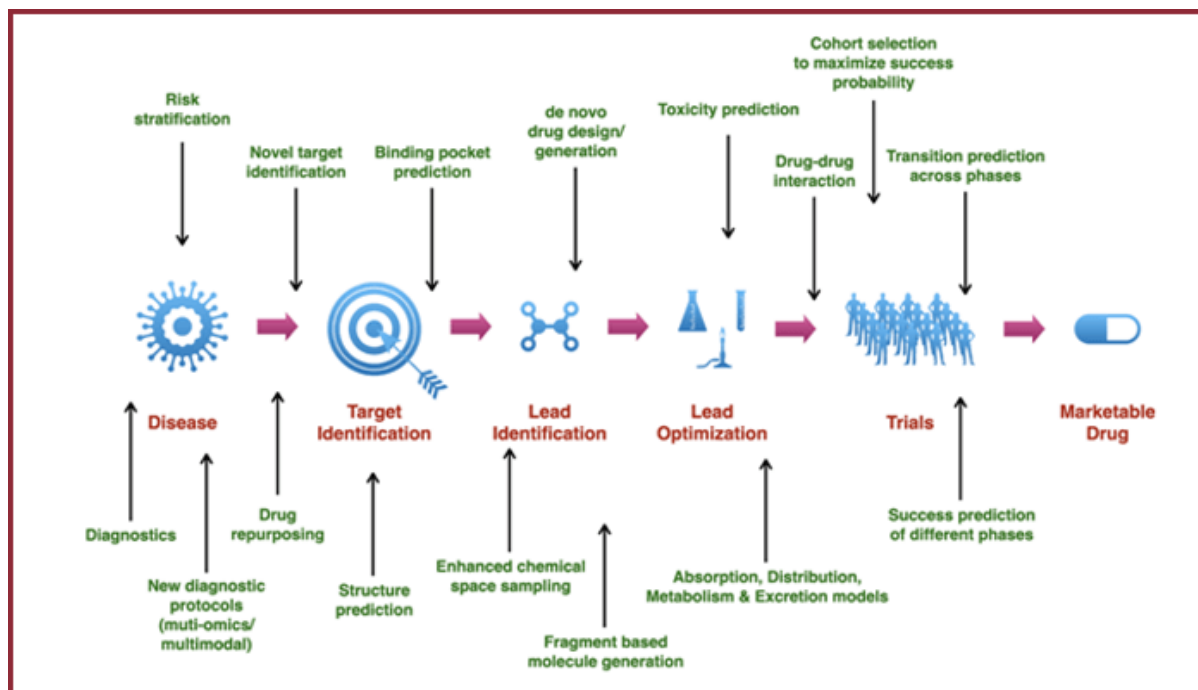 Cohort selection
to maximize success
probability
Risk
stratification
de novo
drug design/
generation
Toxicity prediction
Novel target
identification
Binding pocket
prediction
Drug-drug
interaction
Transition prediction
across phases
Disease
Target
Identification
Lead
Identification
Lead
Optimization
Trials
Marketable
Drug
Diagnostics
Drug
repurposing
Success prediction
of different phases
New diagnostic
protocols
(muti-omics/
multimodal)
Structure
prediction
Enhanced chemical
space sampling
Absorption, Distribution,
Metabolism & Excretion models
Fragment based
molecule generation